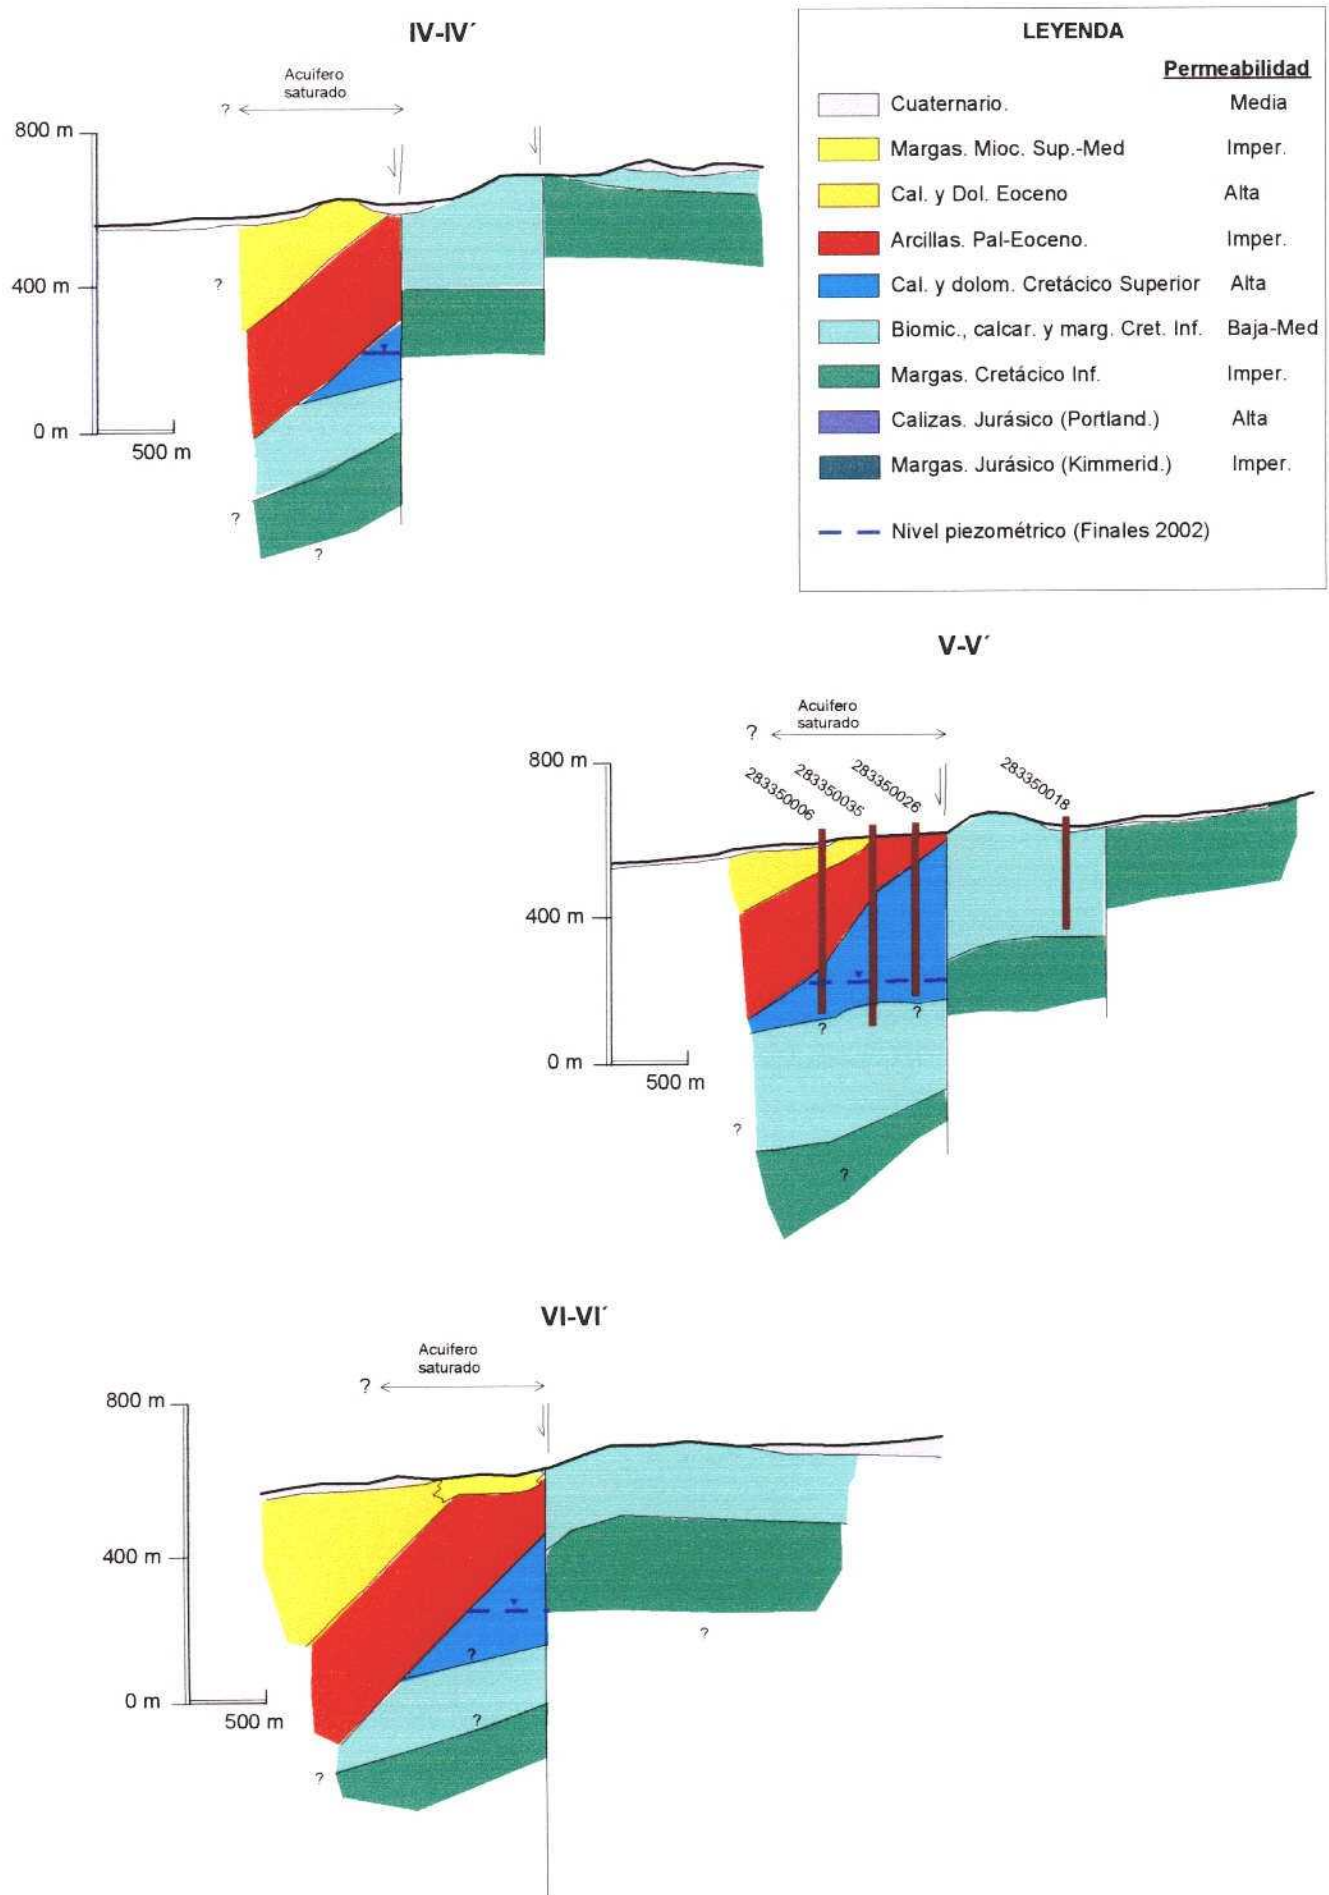 IV-IV´
Acuifero
saturado
?
800 m
400 m
?
0 m
500 m
?
?
LEYENDA
Permeabilidad
Cuaternario. Media
Margas. Mioc. Sup.-Med Imper.
Cal. y Dol. Eoceno Alta
Arcillas. Pal-Eoceno. Imper.
Cal. y dolom. Cretácico Superior Alta
Biomic., calcar. y marg. Cret. Inf. Baja-Med
Margas. Cretácico Inf. Imper.
Calizas. Jurásico (Portland.) Alta
Margas. Jurásico (Kimmerid.) Imper.
Nivel piezométrico (Finales 2002)
V-V´
Acuifero
saturado
?
800 m
283350006
283350035
283350026
283350018
400 m
?
?
0 m
500 m
?
?
VI-VI´
Acuifero
saturado
?
800 m
400 m
?
?
0 m
500 m
?
?